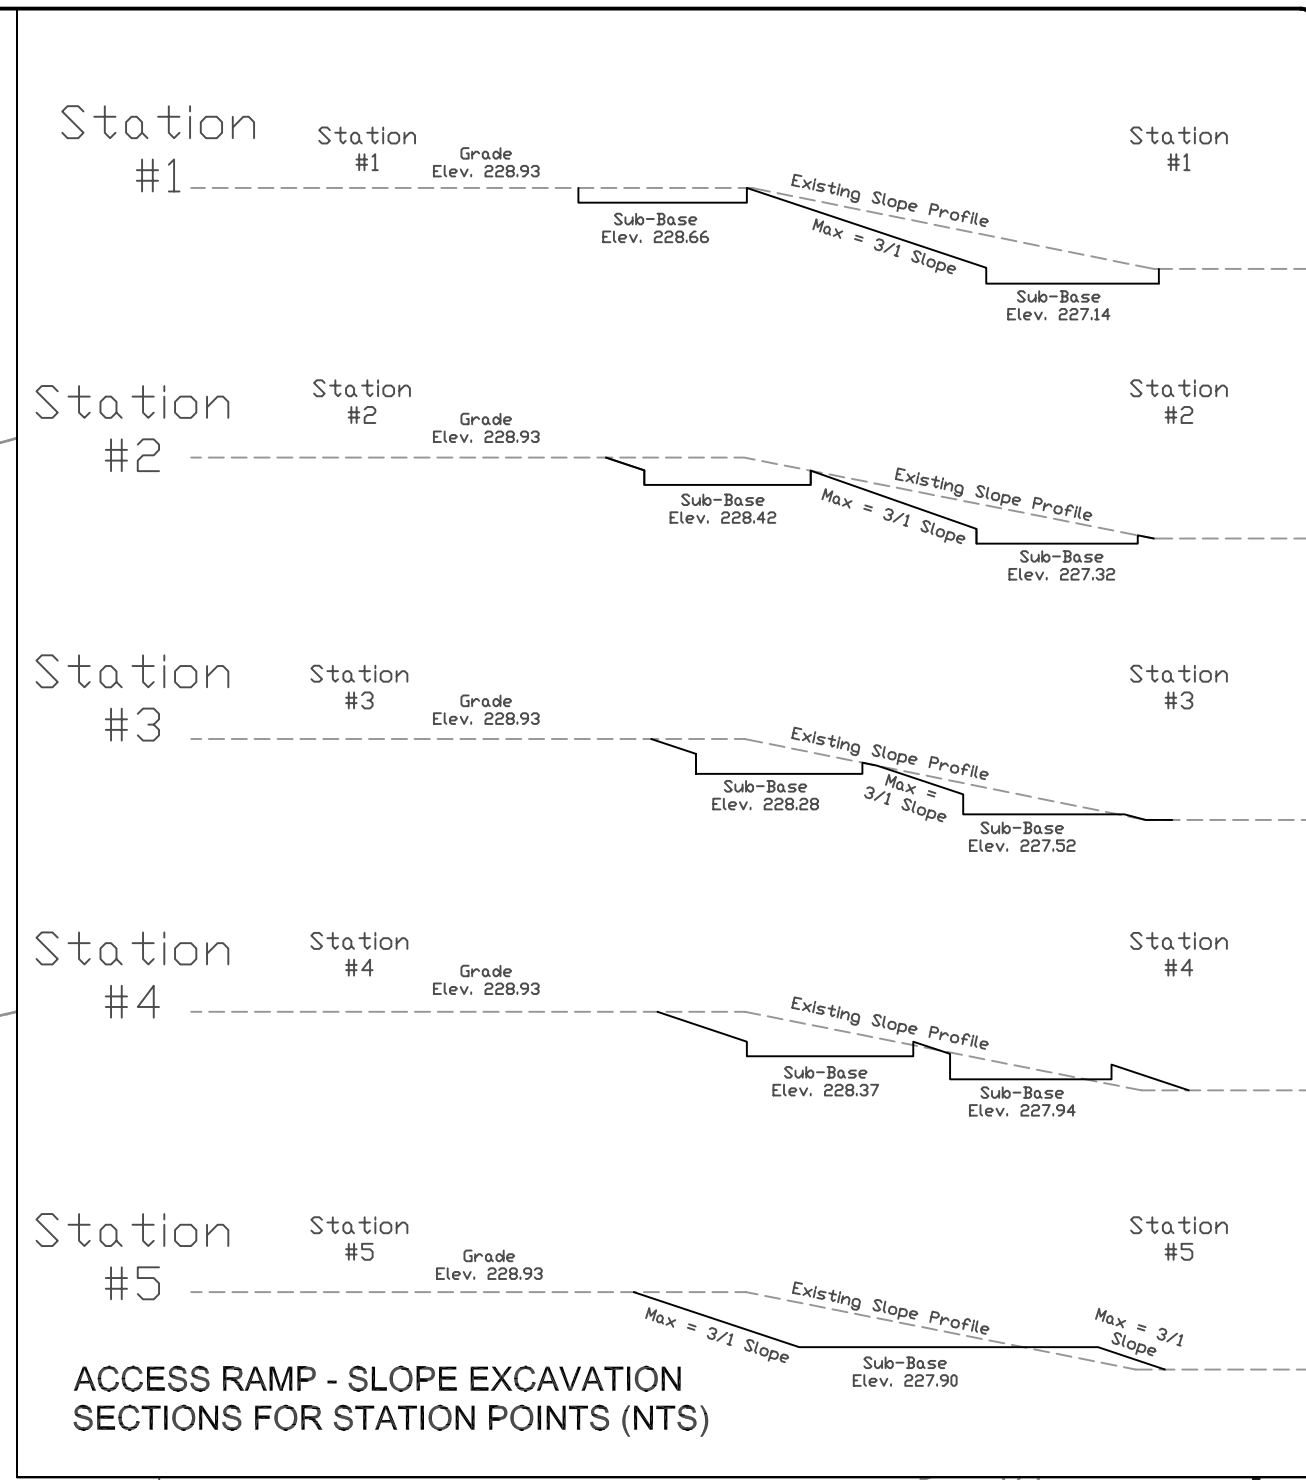 Station
#1
Station
#1
Grade
Elev. 228.93
Station
#1
Existing Slope Profile
Max = 3/1 Slope
Sub-Base
Elev. 228.66
Sub-Base
Elev. 227.14
Station
#2
Station
#2
Grade
Elev. 228.93
Station
#2
Existing Slope Profile
Max = 3/1 Slope
Sub-Base
Elev. 228.42
Sub-Base
Elev. 227.32
Station
#3
Station
#3
Grade
Elev. 228.93
Station
#3
Existing Slope Profile
Max =
3/1 Slope
Sub-Base
Elev. 228.28
Sub-Base
Elev. 227.52
Station
#4
Station
#4
Grade
Elev. 228.93
Station
#4
Existing Slope Profile
Sub-Base
Elev. 228.37
Sub-Base
Elev. 227.94
Station
#5
Station
#5
Grade
Elev. 228.93
Station
#5
Existing Slope Profile
Max = 3/1 Slope
Max = 3/1
Slope
Sub-Base
Elev. 227.90
ACCESS RAMP - SLOPE EXCAVATION
SECTIONS FOR STATION POINTS (NTS)